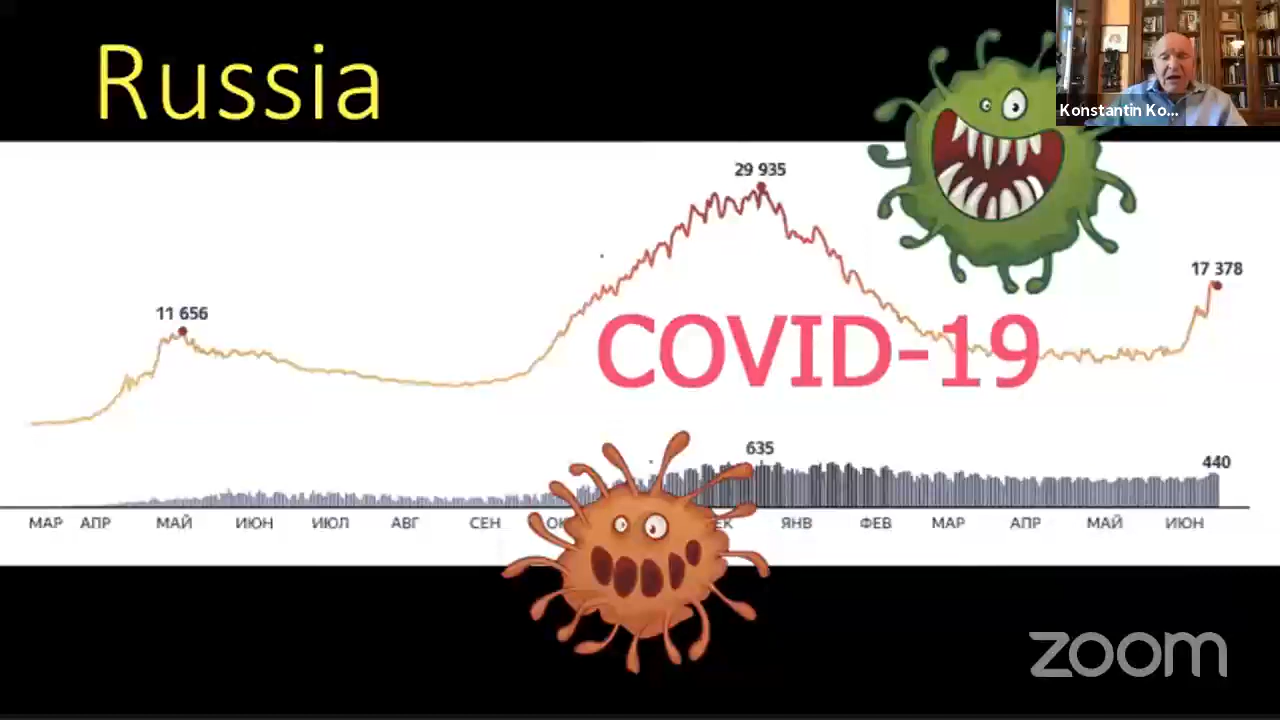 Russia
Konstantin Ko...
29 935
17 378
11 656
COVID-19
635
440
МАР АПР МАЙ ИЮН ИЮЛ АВГ СЕН ЯНВ ФЕВ МАР АПР МАЙ ИЮН
zoom